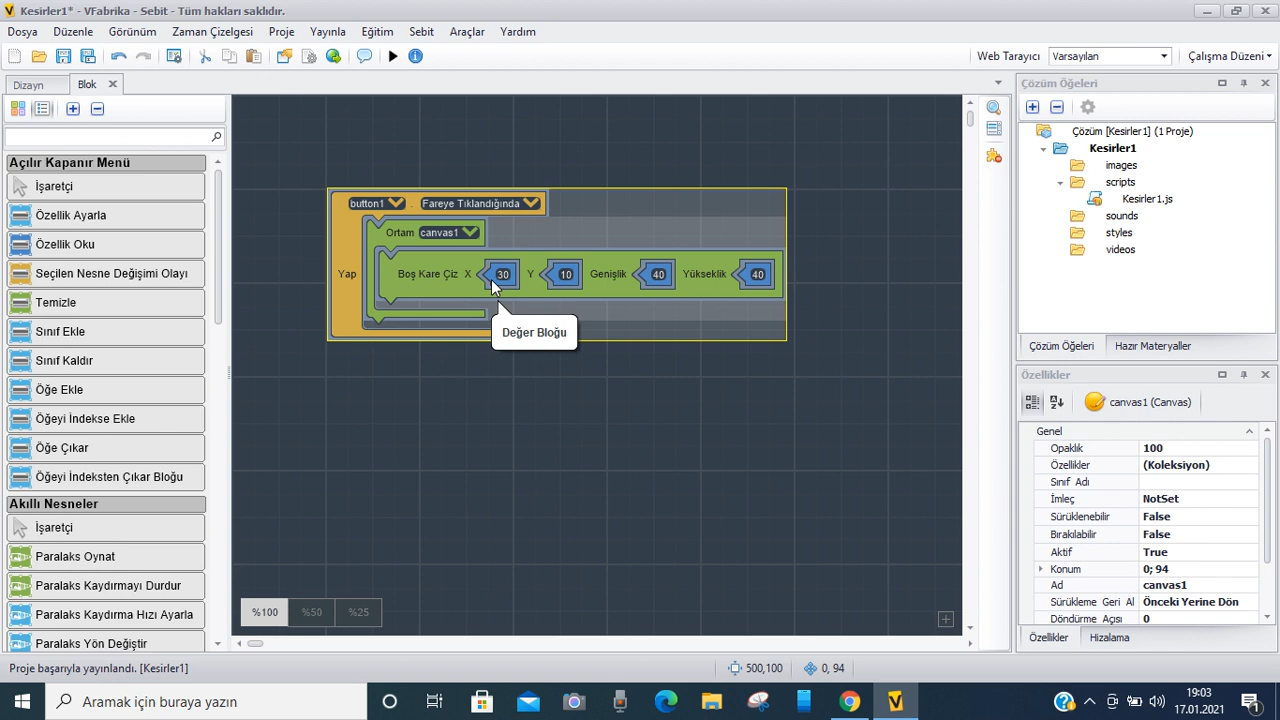 Kesirler1* - VFabrika - Sebit - Tüm hakları saklıdır.
Dosya Düzenle Görünüm Zaman Çizelgesi Proje Yayınla Eğitim Sebit Araçlar Yardım
Web Tarayıcı Varsayılan Çalışma Düzeni
Dizayn Blok
Açılır Kapanır Menü
İşaretçi
Özellik Ayarla
Özellik Oku
Seçilen Nesne Değişimi Olayı
Temizle
Sınıf Ekle
Sınıf Kaldır
Öğe Ekle
Öğeyi İndekse Ekle
Öğe Çıkar
Öğeyi İndeksten Çıkar Bloğu
Akıllı Nesneler
İşaretçi
Paralaks Oynat
Paralaks Kaydırmayı Durdur
Paralaks Kaydırma Hızı Ayarla
Paralaks Yön Değiştir
button1 . Fareye Tıklandığında
Ortam canvas1
Yap Boş Kare Çiz X 30 Y 10 Genişlik 40 Yükseklik 40
Değer Bloğu
%100 %50 %25
Çözüm Öğeleri
Çözüm [Kesirler1] (1 Proje)
Kesirler1
images
scripts
Kesirler1.js
sounds
styles
videos
Çözüm Öğeleri Hazır Materyaller
Özellikler
canvas1 (Canvas)
Genel
Opaklık 100
Özellikler (Koleksiyon)
Sınıf Adı
İmleç NotSet
Sürüklenebilir False
Bırakılabilir False
Aktif True
Konum 0; 94
Ad canvas1
Sürükleme Geri Al Önceki Yerine Dön
Döndürme Açısı 0
Özellikler Hizalama
Proje başarıyla yayınlandı. [Kesirler1] 500,100 0, 94
Aramak için buraya yazın
19:03
17.01.2021
1